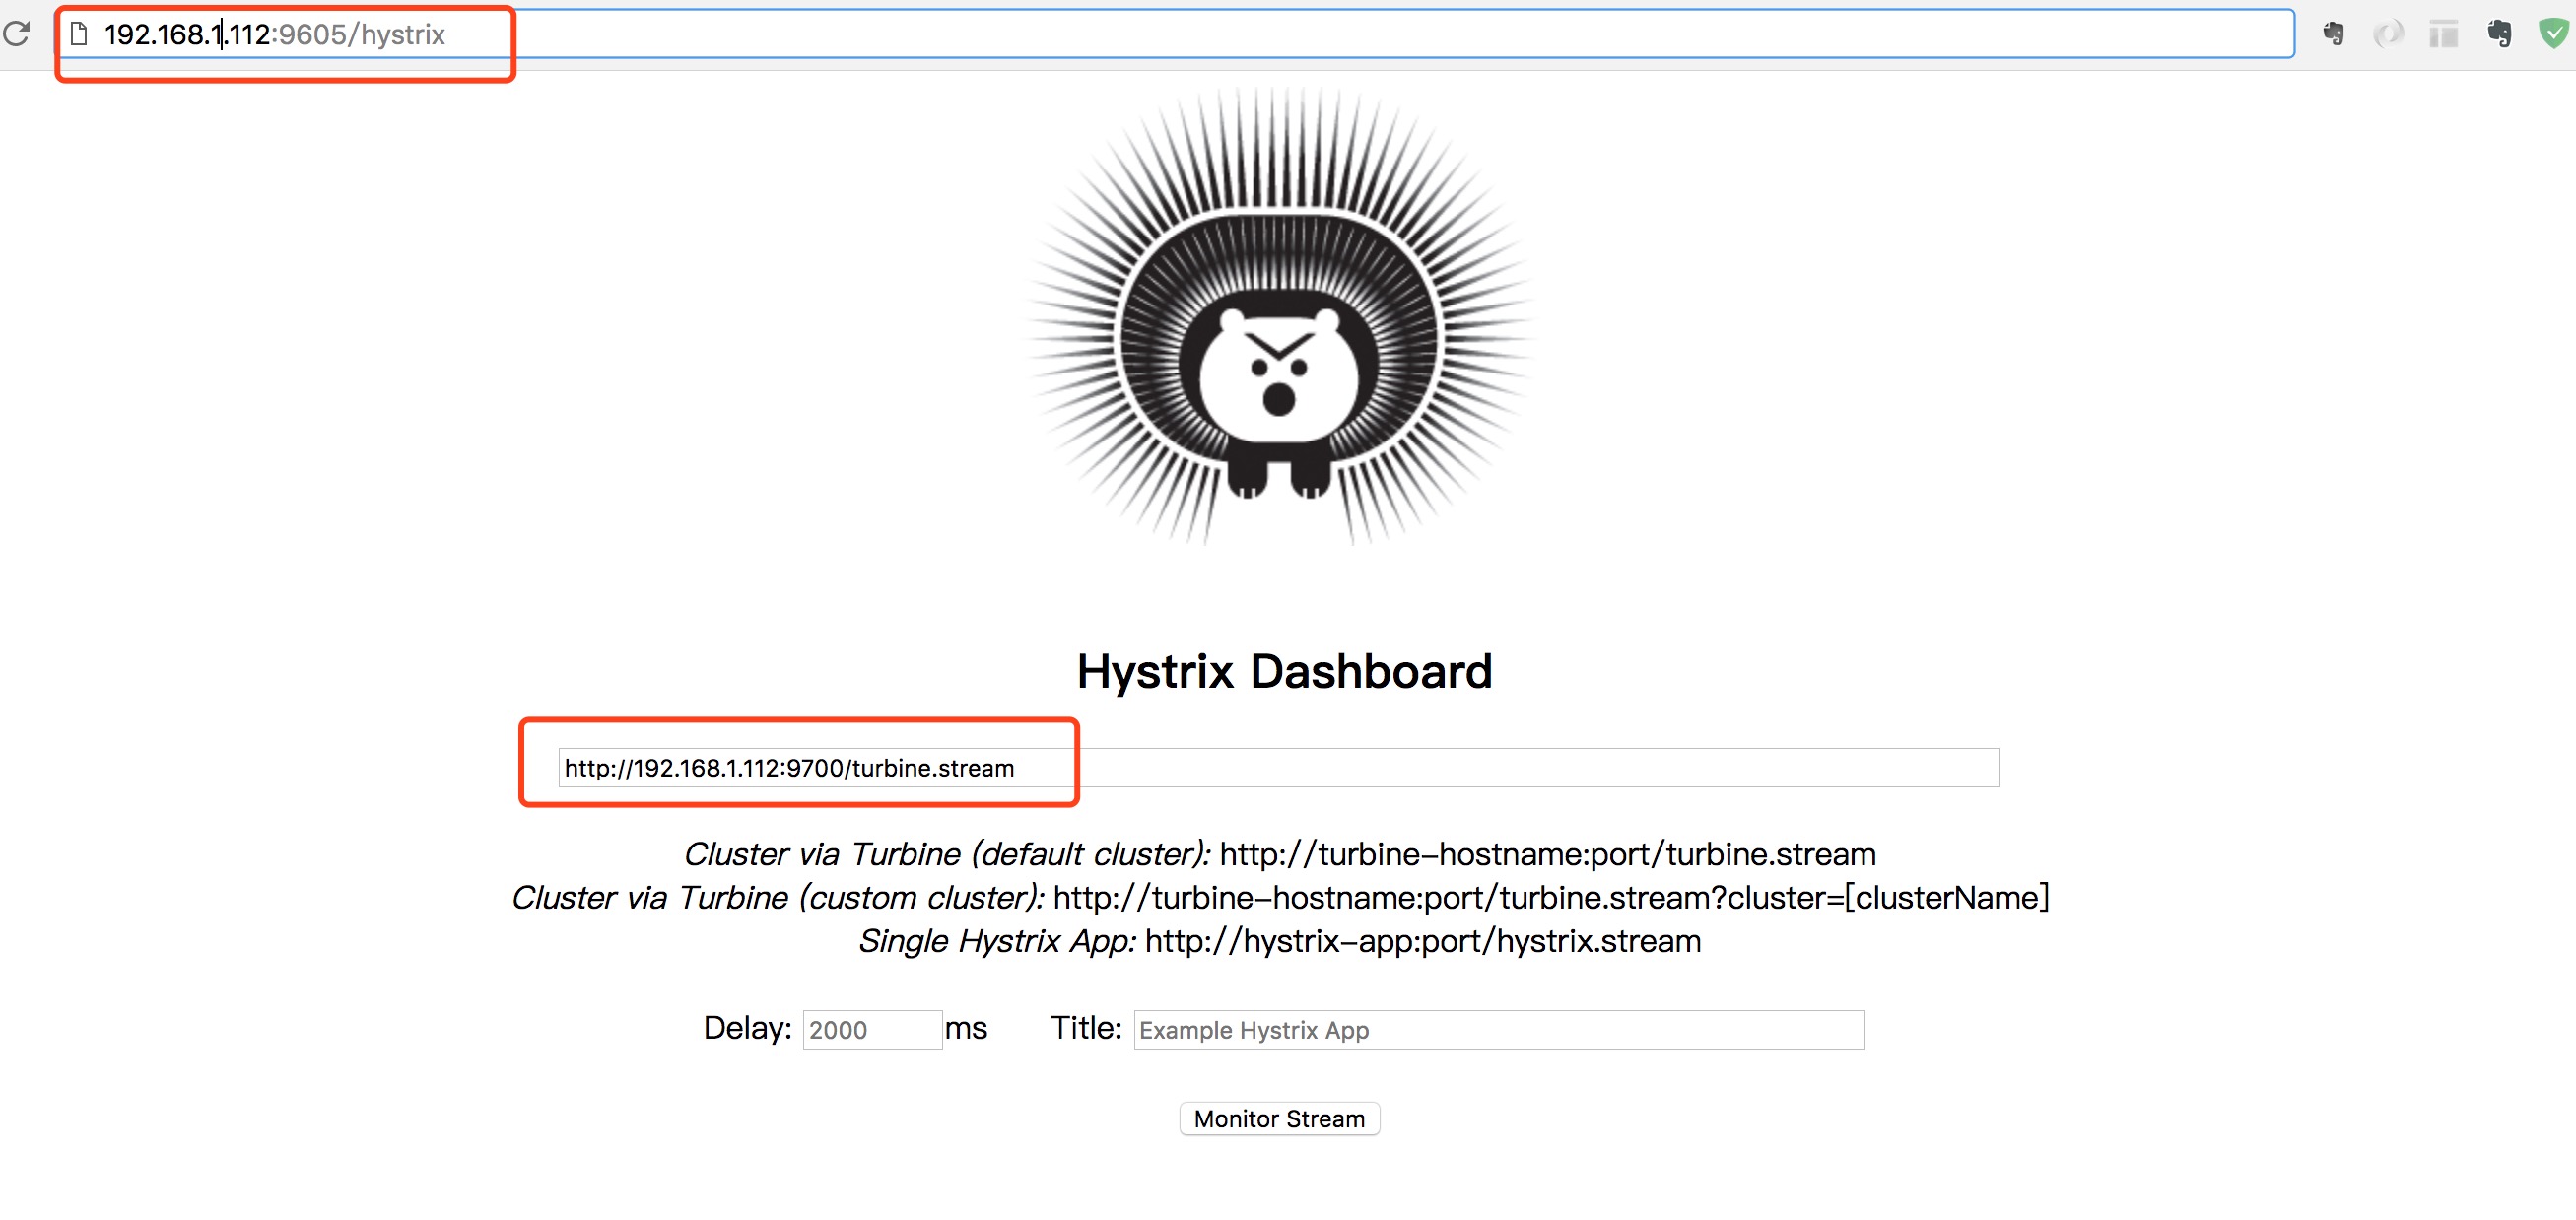 192.168.1.112:9605/hystrix
Hystrix Dashboard
http://192.168.1.112:9700/turbine.stream
Cluster via Turbine (default cluster): http://turbine-hostname:port/turbine.stream
Cluster via Turbine (custom cluster): http://turbine-hostname:port/turbine.stream?cluster=[clusterName]
Single Hystrix App: http://hystrix-app:port/hystrix.stream
Delay: 2000 ms Title: Example Hystrix App
Monitor Stream